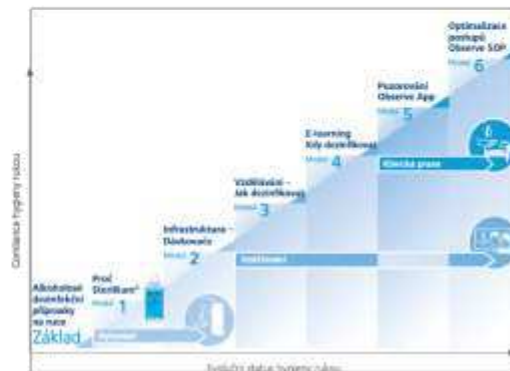 Optimalizace
postupů
Observe SOP
Modul 6
Pozorování
Observe App
Modul 5
E-learning
Kdy dezinfikovat
Modul 4
Klinická praxe
Vzdělávání –
Jak dezinfikovat
Modul 3
Infrastruktura –
Dávkovače
Modul 2
Vzdělávání
Proč
Sterillium®
Modul 1
Alkoholové
dezinfekční
přípravky
na ruce
Základ
Compliance hygieny rukou
Evoluční status hygieny rukou